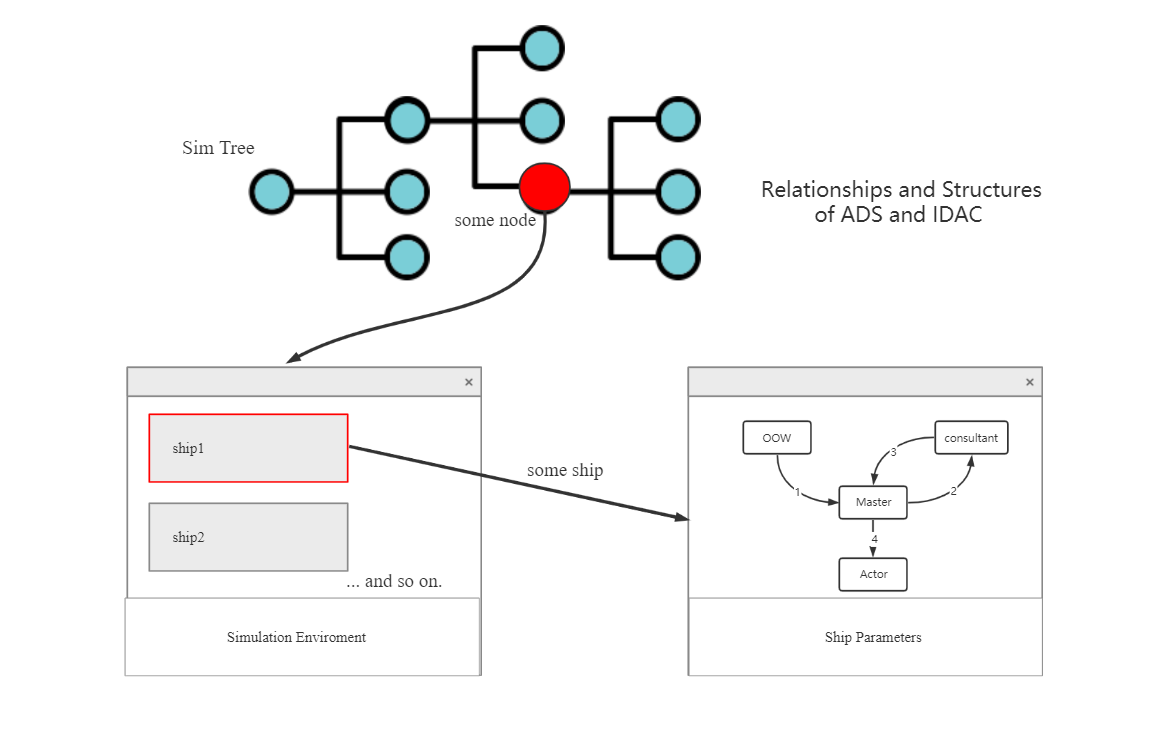 Sim Tree
some node
Relationships and Structures
of ADS and IDAC
×
ship1
ship2
... and so on.
Simulation Enviroment
some ship
×
OOW
consultant
3
1
Master
2
4
Actor
Ship Parameters